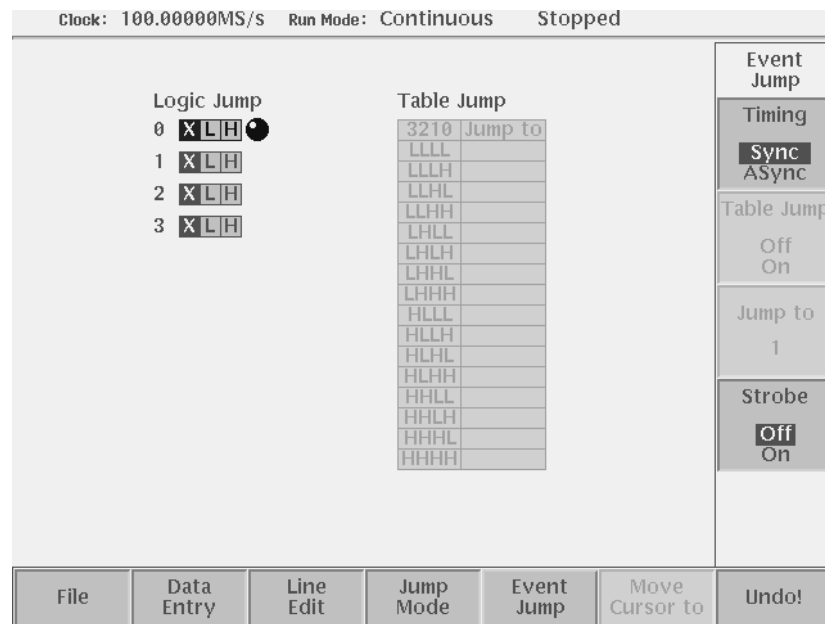 Clock: 100.00000MS/s Run Mode: Continuous Stopped
Logic Jump
0 X L H
1 X L H
2 X L H
3 X L H
Table Jump
3210 Jump to
LLLL
LLLH
LLHL
LLHH
LHLL
LHLH
LHHL
LHHH
HLLL
HLLH
HLHL
HLHH
HHLL
HHLH
HHHL
HHHH
Event
Jump
Timing
Sync
ASync
Table Jump
Off
On
Jump to
1
Strobe
Off
On
File
Data
Entry
Line
Edit
Jump
Mode
Event
Jump
Move
Cursor to
Undo!